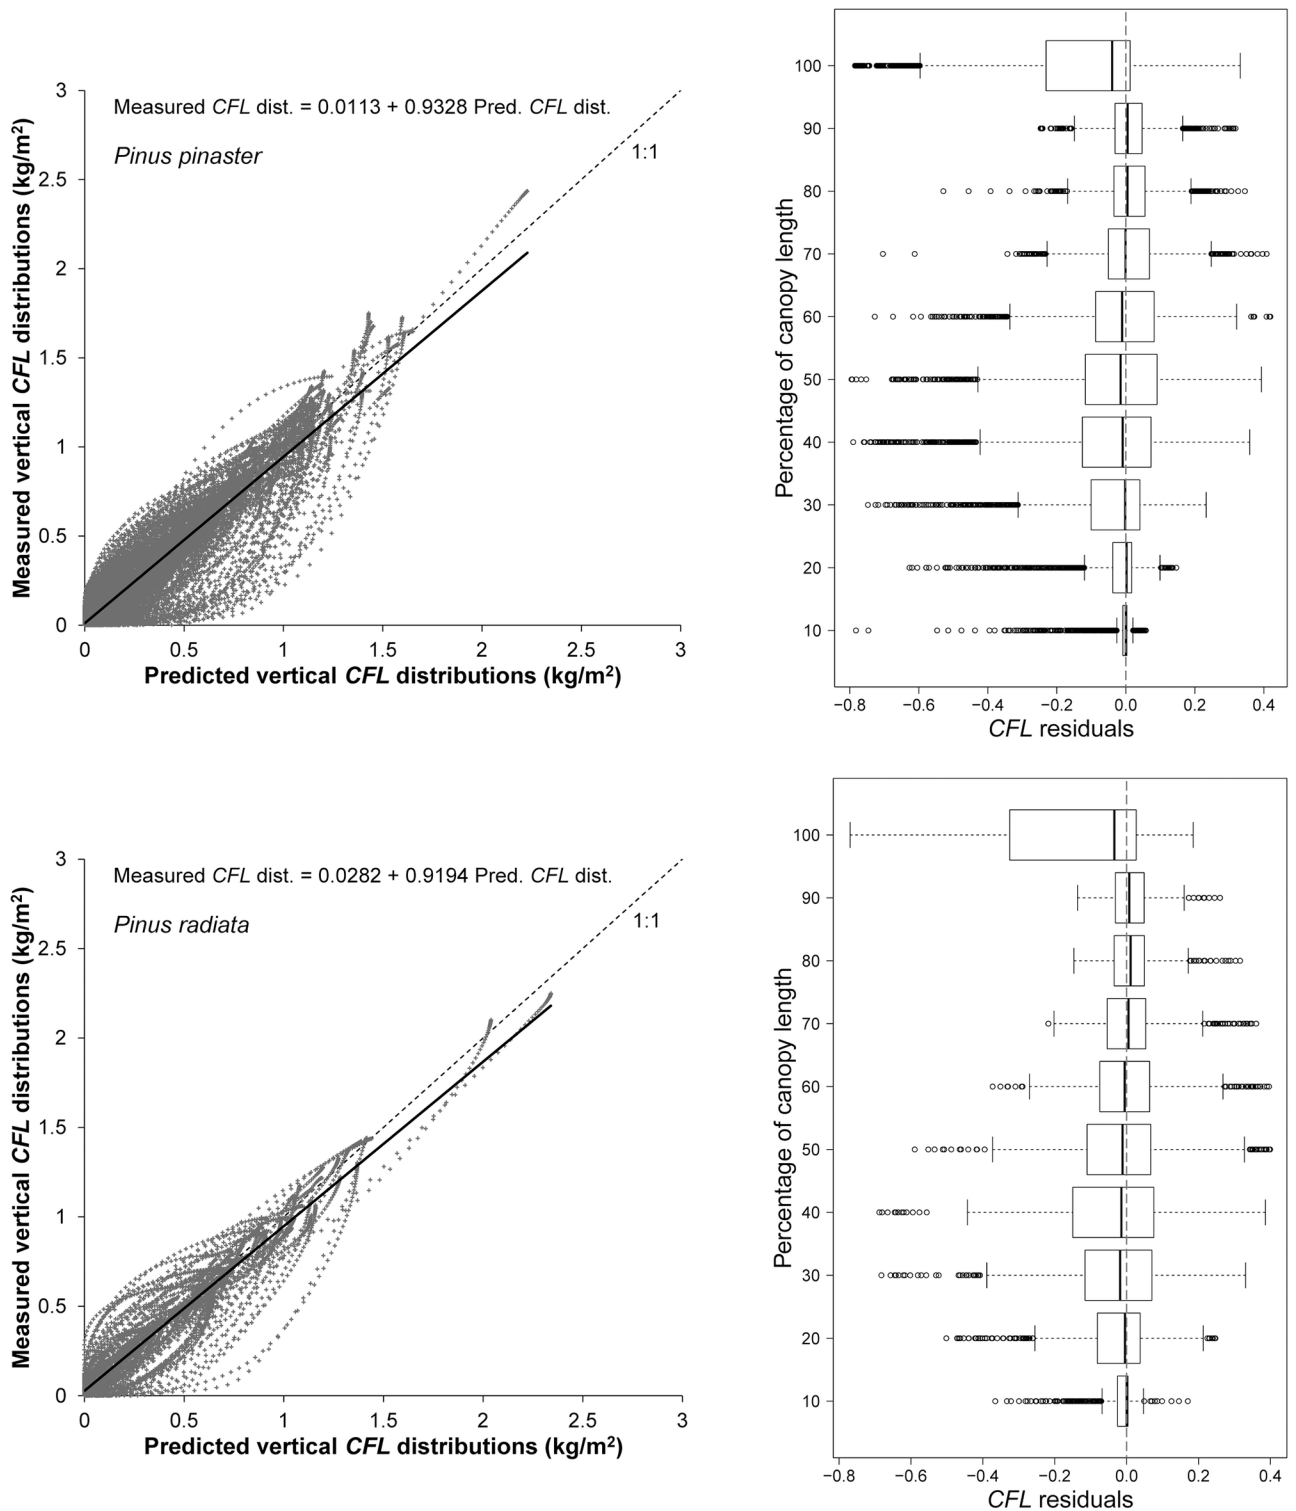 Measured vertical CFL distributions (kg/m²)
3
2.5
2
1.5
1
0.5
0
Measured CFL dist. = 0.0113 + 0.9328 Pred. CFL dist.
Pinus pinaster
1:1
0 0.5 1 1.5 2 2.5 3
Predicted vertical CFL distributions (kg/m²)
Percentage of canopy length
100
90
80
70
60
50
40
30
20
10
−0.8 −0.6 −0.4 −0.2 0.0 0.2 0.4
CFL residuals
Measured vertical CFL distributions (kg/m²)
3
2.5
2
1.5
1
0.5
0
Measured CFL dist. = 0.0282 + 0.9194 Pred. CFL dist.
Pinus radiata
1:1
0 0.5 1 1.5 2 2.5 3
Predicted vertical CFL distributions (kg/m²)
Percentage of canopy length
100
90
80
70
60
50
40
30
20
10
−0.8 −0.6 −0.4 −0.2 0.0 0.2 0.4
CFL residuals